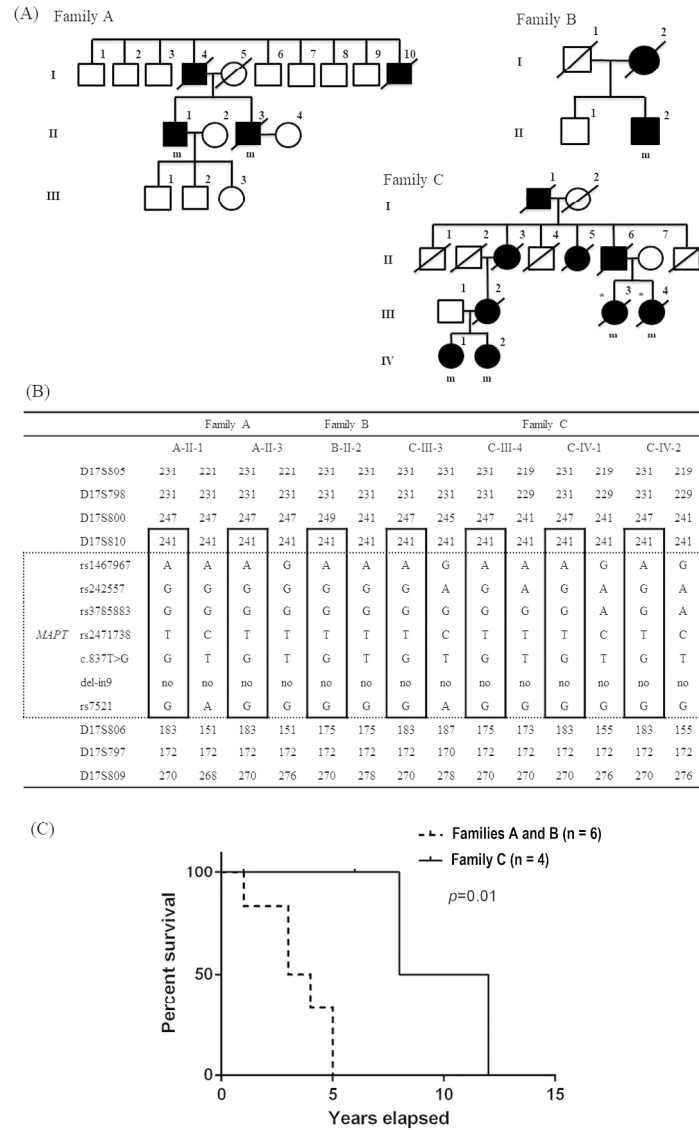 (A)
Family A
I
1 2 3 4 5 6 7 8 9 10
II
1 2 3 4
m m
III
1 2 3
Family B
I
1 2
II
1 2
m
Family C
I
1 2
II
1 2 3 4 5 6 7
III
1 2 * 3 * 4
m m
IV
1 2
m m
(B)
Family A Family B Family C
A-II-1 A-II-3 B-II-2 C-III-3 C-III-4 C-IV-1 C-IV-2
D17S805 231 221 231 221 231 231 231 231 231 219 231 219 231 219
D17S798 231 231 231 231 231 231 231 231 231 229 231 229 231 229
D17S800 247 247 247 247 249 241 247 245 247 241 247 241 247 241
D17S810 241 241 241 241 241 241 241 241 241 241 241 241 241 241
rs1467967 A A A G A A A G A A A G A G
rs242557 G G G G G G G A G A G A G A
rs3785883 G G G G G G G G G G G A G A
MAPT rs2471738 T C T T T T T C T T T C T C
c.837T>G G T G T G T G T G T G T G T
del-in9 no no no no no no no no no no no no no no
rs7521 G A G G G G G A G G G G G G
D17S806 183 151 183 151 175 175 183 187 175 173 183 155 183 155
D17S797 172 172 172 172 172 172 172 170 172 172 172 172 172 172
D17S809 270 268 270 276 270 278 270 278 270 270 270 276 270 276
(C)
Families A and B (n = 6)
Family C (n = 4)
p=0.01
Percent survival
100
50
0
0 5 10 15
Years elapsed